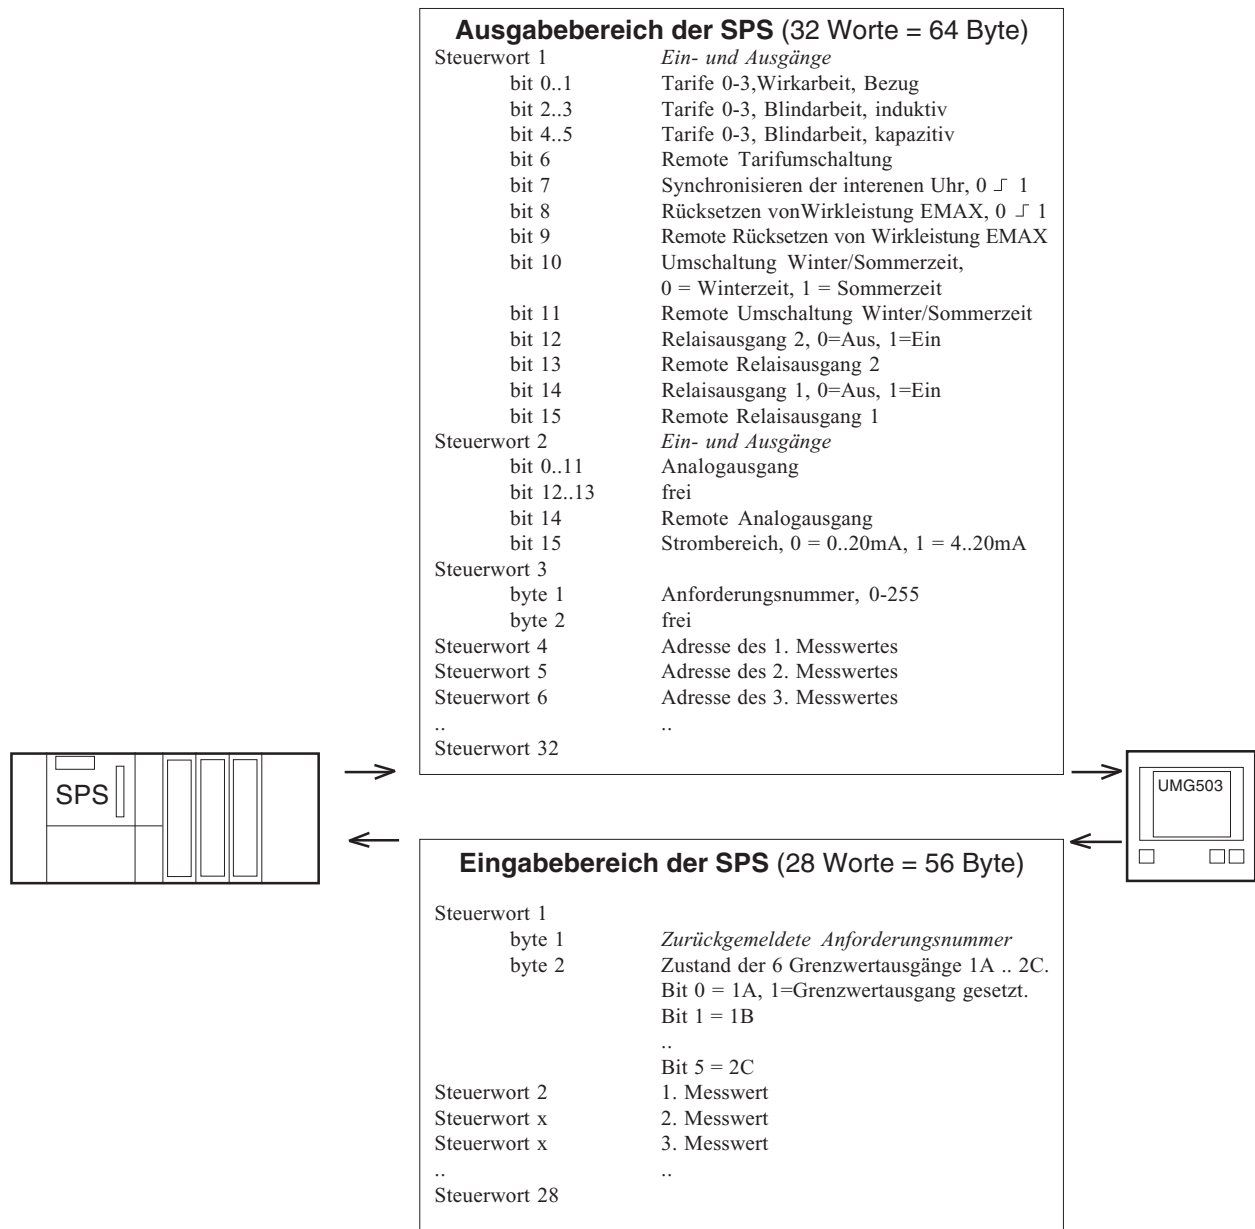 Ausgabebereich der SPS (32 Worte = 64 Byte)
Steuerwort 1 Ein- und Ausgänge
bit 0..1 Tarife 0-3,Wirkarbeit, Bezug
bit 2..3 Tarife 0-3, Blindarbeit, induktiv
bit 4..5 Tarife 0-3, Blindarbeit, kapazitiv
bit 6 Remote Tarifumschaltung
bit 7 Synchronisieren der interenen Uhr, 0 ⅃ 1
bit 8 Rücksetzen vonWirkleistung EMAX, 0 ⅃ 1
bit 9 Remote Rücksetzen von Wirkleistung EMAX
bit 10 Umschaltung Winter/Sommerzeit,
0 = Winterzeit, 1 = Sommerzeit
bit 11 Remote Umschaltung Winter/Sommerzeit
bit 12 Relaisausgang 2, 0=Aus, 1=Ein
bit 13 Remote Relaisausgang 2
bit 14 Relaisausgang 1, 0=Aus, 1=Ein
bit 15 Remote Relaisausgang 1
Steuerwort 2 Ein- und Ausgänge
bit 0..11 Analogausgang
bit 12..13 frei
bit 14 Remote Analogausgang
bit 15 Strombereich, 0 = 0..20mA, 1 = 4..20mA
Steuerwort 3
byte 1 Anforderungsnummer, 0-255
byte 2 frei
Steuerwort 4 Adresse des 1. Messwertes
Steuerwort 5 Adresse des 2. Messwertes
Steuerwort 6 Adresse des 3. Messwertes
.. ..
Steuerwort 32
SPS
UMG503
Eingabebereich der SPS (28 Worte = 56 Byte)
Steuerwort 1
byte 1 Zurückgemeldete Anforderungsnummer
byte 2 Zustand der 6 Grenzwertausgänge 1A .. 2C.
Bit 0 = 1A, 1=Grenzwertausgang gesetzt.
Bit 1 = 1B
..
Bit 5 = 2C
Steuerwort 2 1. Messwert
Steuerwort x 2. Messwert
Steuerwort x 3. Messwert
.. ..
Steuerwort 28